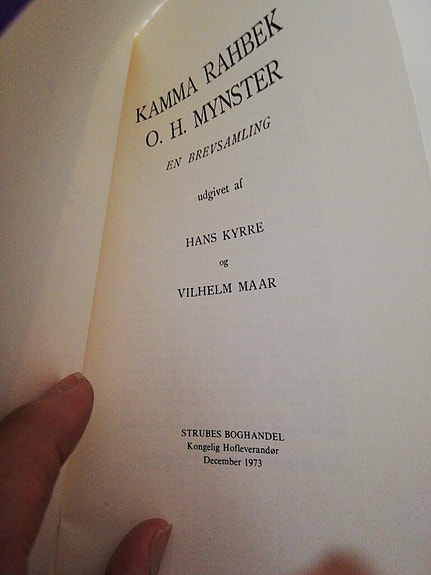 KAMMA RAHBEK
O. H. MYNSTER
EN BREVSAMLING
udgivet af
HANS KYRRE
og
VILHELM MAAR
STRUBES BOGHANDEL
Kongelig Hofleverandør
December 1973